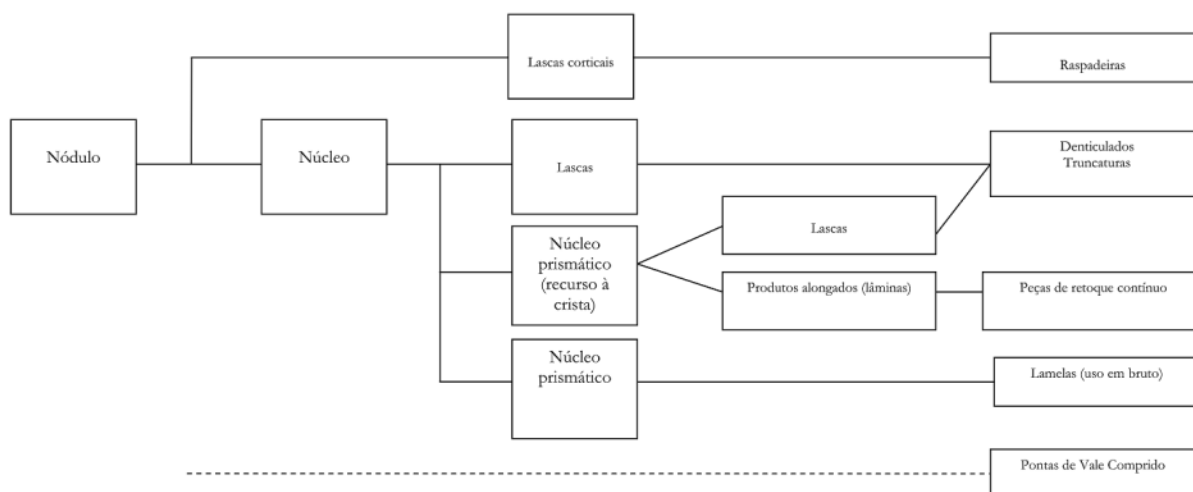 Lascas corticais
Raspadeiras
Nódulo
Núcleo
Lascas
Denticulados
Truncaturas
Lascas
Núcleo
prismático
(recurso à
crista)
Produtos alongados (lâminas)
Peças de retoque contínuo
Núcleo
prismático
Lamelas (uso em bruto)
Pontas de Vale Comprido